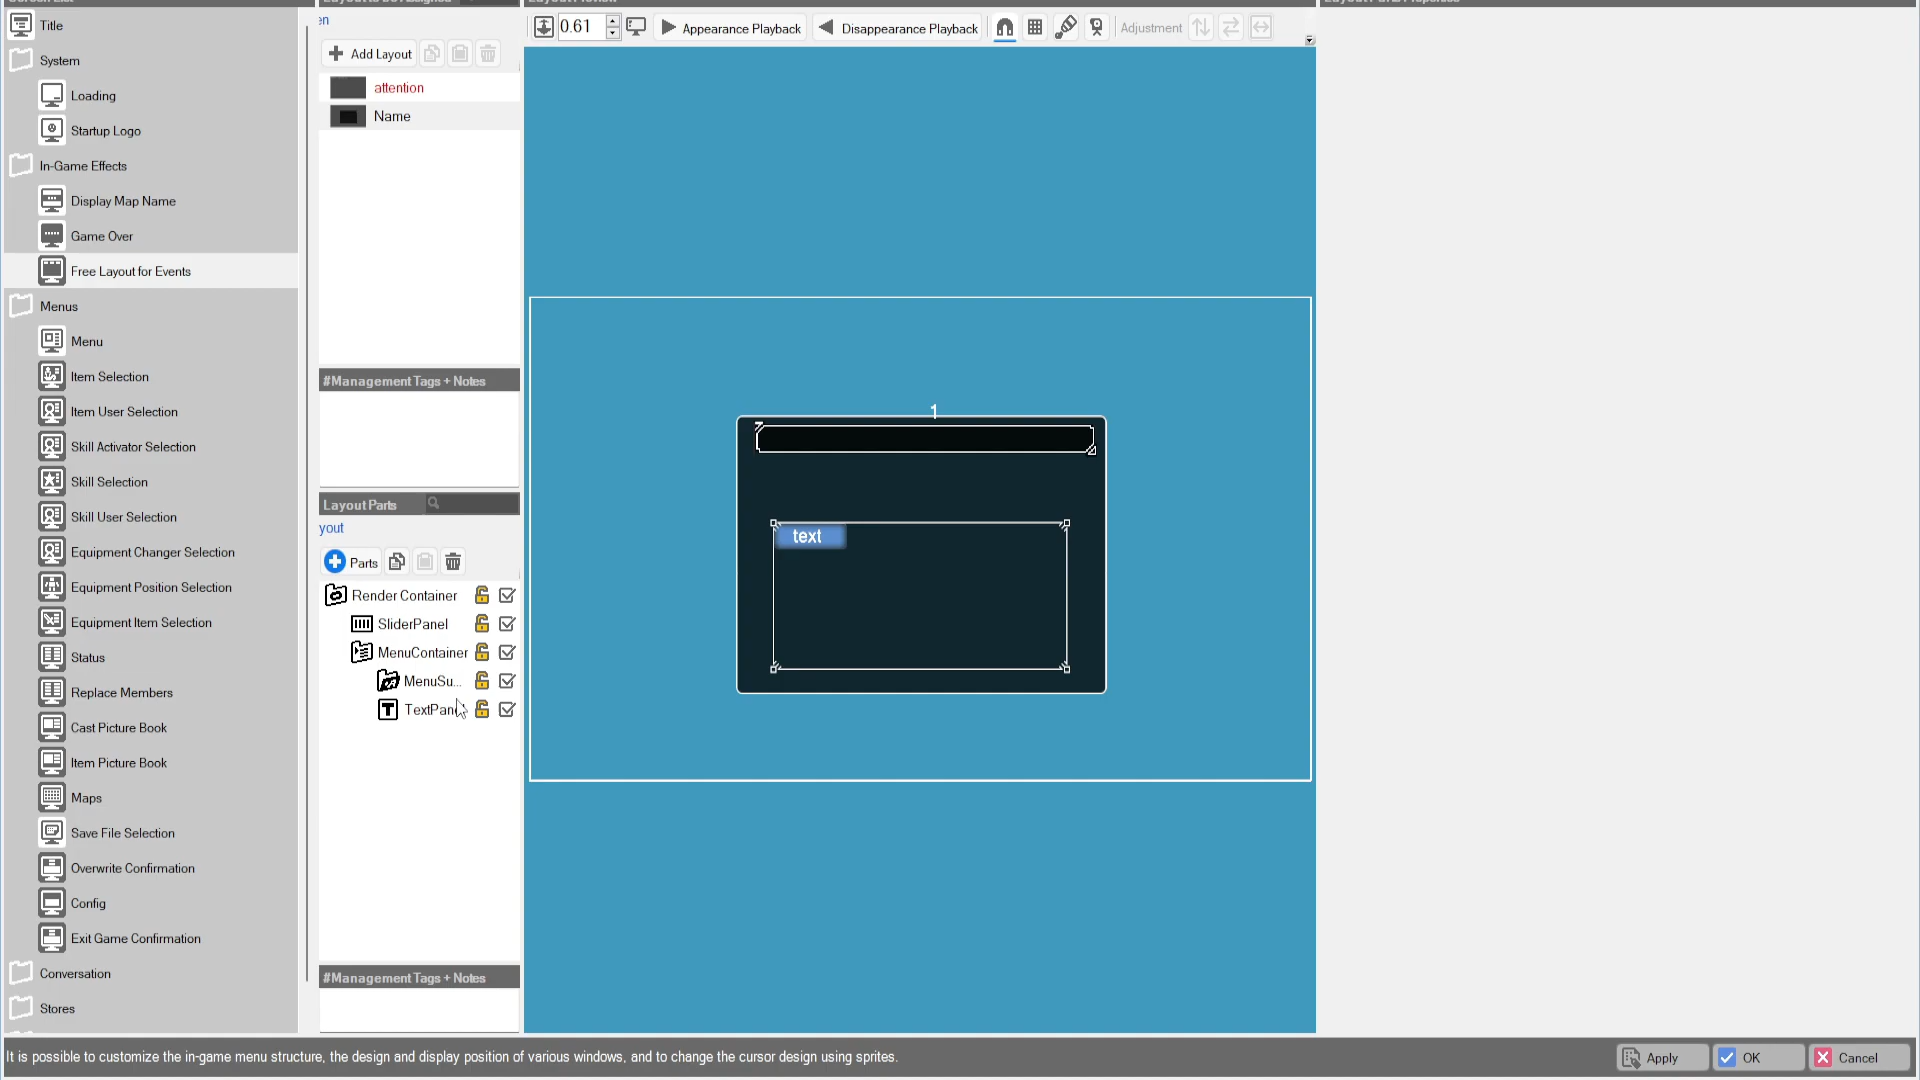 Title
System
Loading
Startup Logo
In-Game Effects
Display Map Name
Game Over
Free Layout for Events
Menus
Menu
Item Selection
Item User Selection
Skill Activator Selection
Skill Selection
Skill User Selection
Equipment Changer Selection
Equipment Position Selection
Equipment Item Selection
Status
Replace Members
Cast Picture Book
Item Picture Book
Maps
Save File Selection
Overwrite Confirmation
Config
Exit Game Confirmation
Conversation
Stores
en
Add Layout
attention
Name
#Management Tags + Notes
Layout Parts
yout
Parts
Render Container
SliderPanel
MenuContainer
MenuSu...
TextPan
#Management Tags + Notes
0.61
Appearance Playback
Disappearance Playback
Adjustment
1
text
It is possible to customize the in-game menu structure, the design and display position of various windows, and to change the cursor design using sprites.
Apply
OK
Cancel